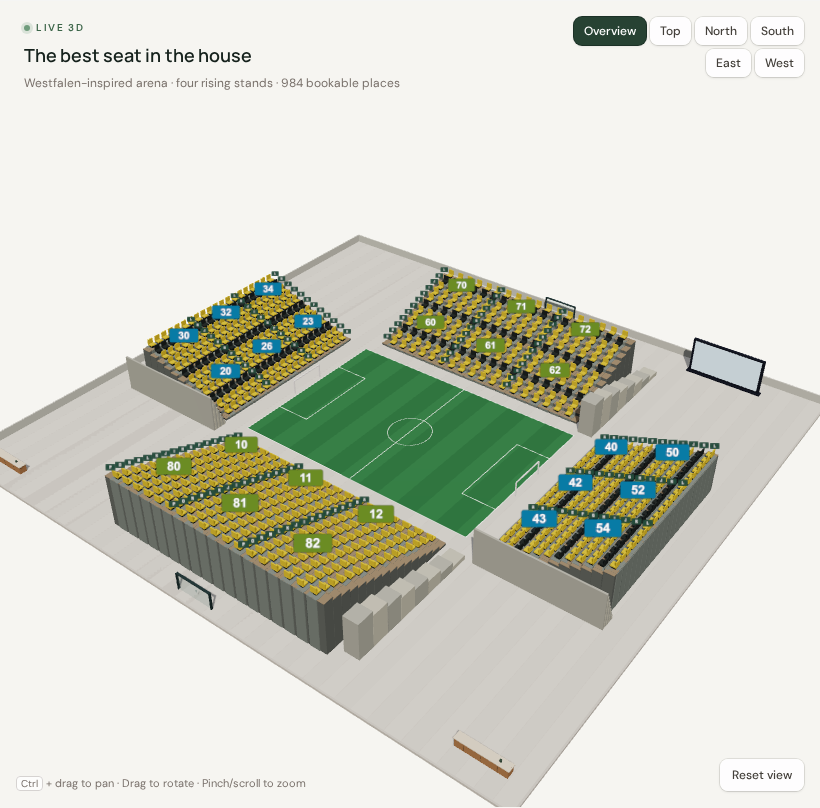 LIVE 3D
The best seat in the house
Westfalen-inspired arena · four rising stands · 984 bookable places
Overview
Top
North
South
East
West
34
32
23
30
26
20
70
71
72
60
61
62
10
80
11
81
12
82
40
50
42
52
43
54
Ctrl + drag to pan · Drag to rotate · Pinch/scroll to zoom
Reset view